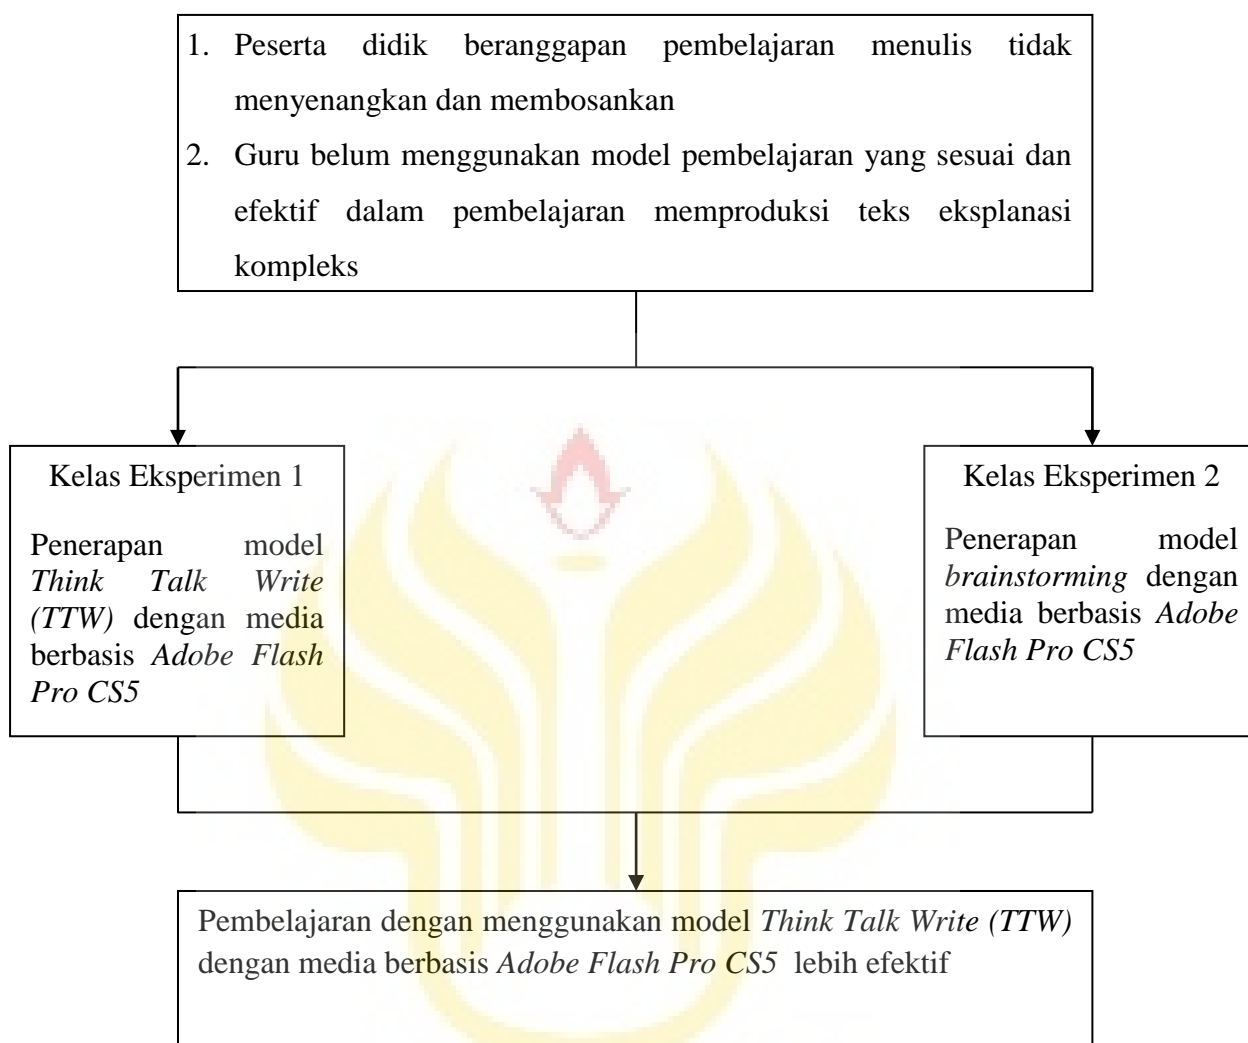 1. Peserta didik beranggapan pembelajaran menulis tidak
menyenangkan dan membosankan
2. Guru belum menggunakan model pembelajaran yang sesuai dan
efektif dalam pembelajaran memproduksi teks eksplanasi
kompleks
Kelas Eksperimen 1
Penerapan model
Think Talk Write
(TTW) dengan media
berbasis Adobe Flash
Pro CS5
Kelas Eksperimen 2
Penerapan model
brainstorming dengan
media berbasis Adobe
Flash Pro CS5
Pembelajaran dengan menggunakan model Think Talk Write (TTW)
dengan media berbasis Adobe Flash Pro CS5 lebih efektif